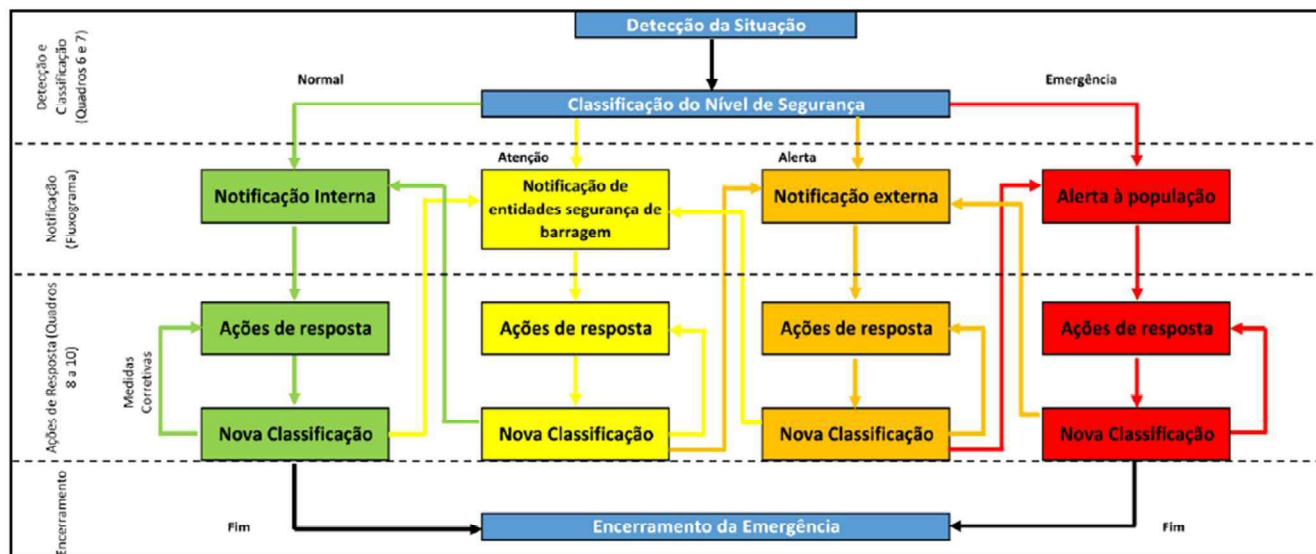 Detecção da Situação
Detecção e
Classificação
(Quadros 6 e 7)
Normal
Emergência
Classificação do Nível de Segurança
Notificação
(Fluxograma)
Atenção
Alerta
Notificação Interna
Notificação de
entidades segurança de
barragem
Notificação externa
Alerta à população
Ações de Resposta (Quadros
8 a 10)
Medidas
Corretivas
Ações de resposta
Ações de resposta
Ações de resposta
Ações de resposta
Nova Classificação
Nova Classificação
Nova Classificação
Nova Classificação
Encerramento
Fim
Encerramento da Emergência
Fim